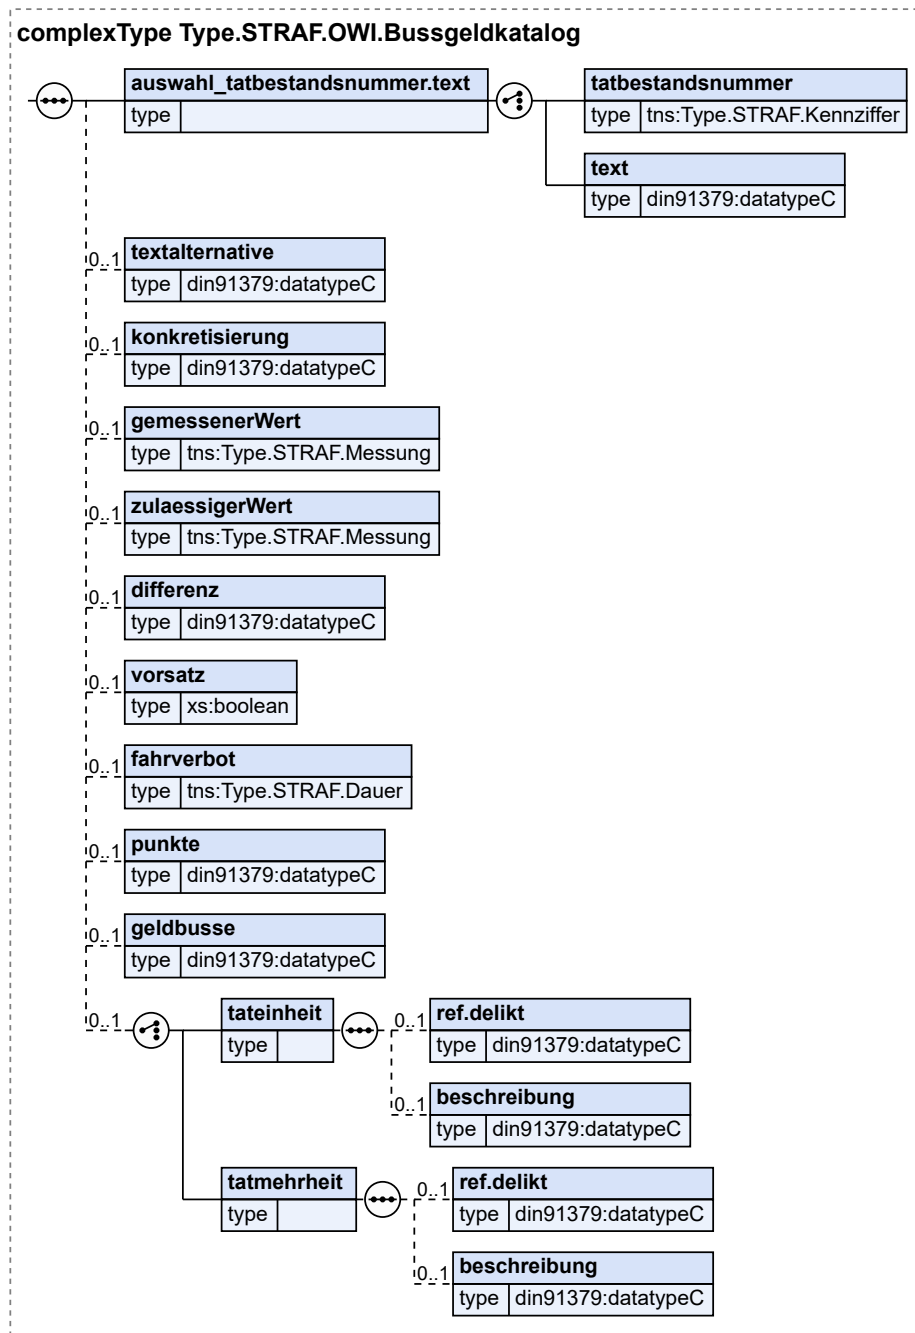 complexType Type.STRAF.OWI.Bussgeldkatalog
auswahl_tatbestandsnummer.text
type
tatbestandsnummer
type tns:Type.STRAF.Kennziffer
text
type din91379:datatypeC
0..1 textalternative
type din91379:datatypeC
0..1 konkretisierung
type din91379:datatypeC
0..1 gemessenerWert
type tns:Type.STRAF.Messung
0..1 zulaessigerWert
type tns:Type.STRAF.Messung
0..1 differenz
type din91379:datatypeC
0..1 vorsatz
type xs:boolean
0..1 fahrverbot
type tns:Type.STRAF.Dauer
0..1 punkte
type din91379:datatypeC
0..1 geldbusse
type din91379:datatypeC
0..1
tateinheit
type
0..1 ref.delikt
type din91379:datatypeC
0..1 beschreibung
type din91379:datatypeC
tatmehrheit
type
0..1 ref.delikt
type din91379:datatypeC
0..1 beschreibung
type din91379:datatypeC